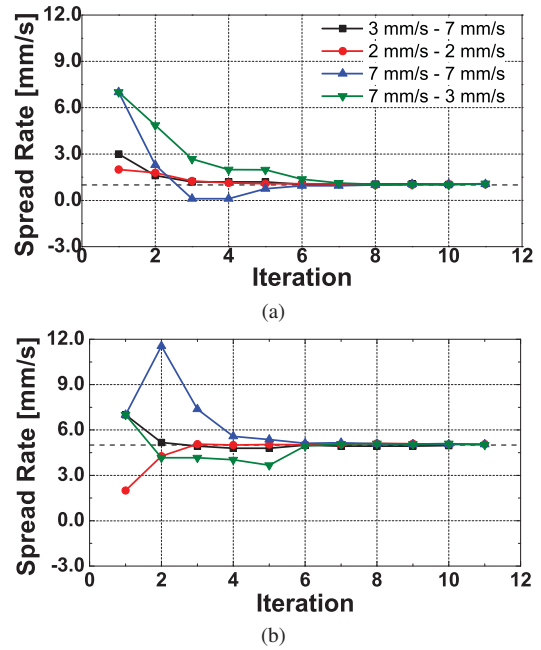 12.0
9.0
6.0
3.0
0.0
-3.0
Spread Rate [mm/s]
3 mm/s - 7 mm/s
2 mm/s - 2 mm/s
7 mm/s - 7 mm/s
7 mm/s - 3 mm/s
0 2 4 6 8 10 12
Iteration
(a)
12.0
9.0
6.0
3.0
0.0
-3.0
Spread Rate [mm/s]
0 2 4 6 8 10 12
Iteration
(b)